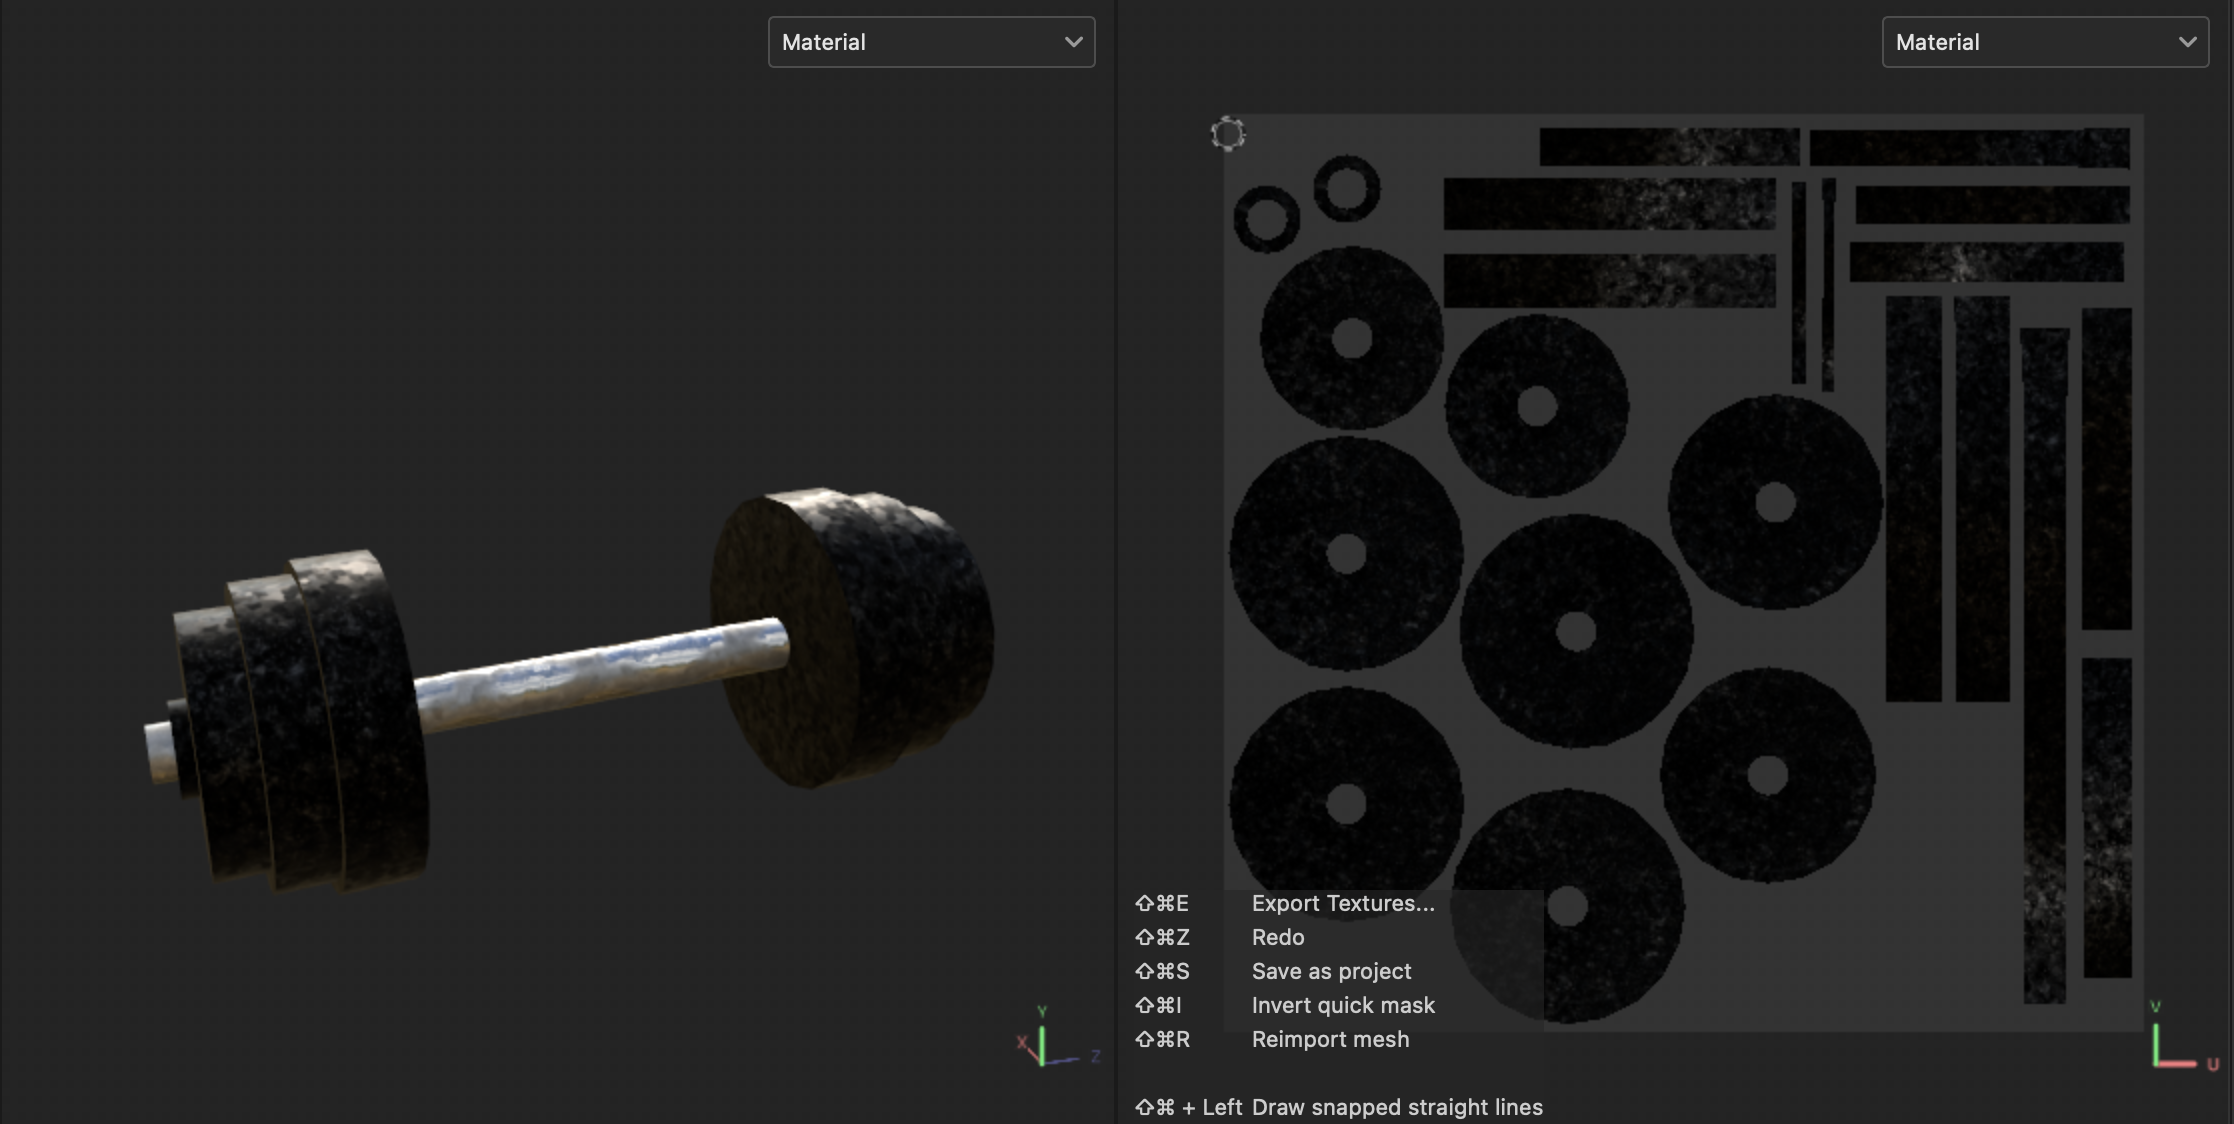 Material
Material
⇧⌘E Export Textures...
⇧⌘Z Redo
⇧⌘S Save as project
⇧⌘I Invert quick mask
⇧⌘R Reimport mesh
⇧⌘ + Left Draw snapped straight lines
Y
X
Z
V
U